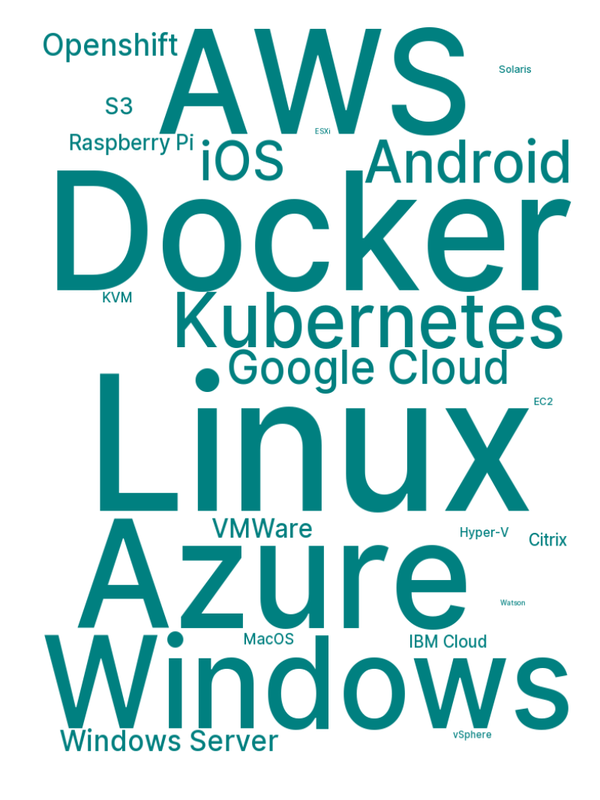 Openshift
AWS
Solaris
S3
ESXi
Raspberry Pi
iOS
Android
Docker
KVM
Kubernetes
Google Cloud
Linux
EC2
VMWare
Hyper-V
Citrix
Azure
Watson
MacOS
IBM Cloud
Windows
vSphere
Windows Server